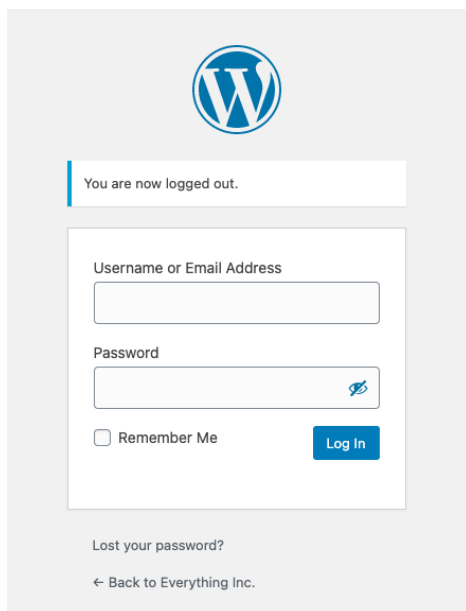 You are now logged out.
Username or Email Address
Password
Remember Me
Log In
Lost your password?
← Back to Everything Inc.